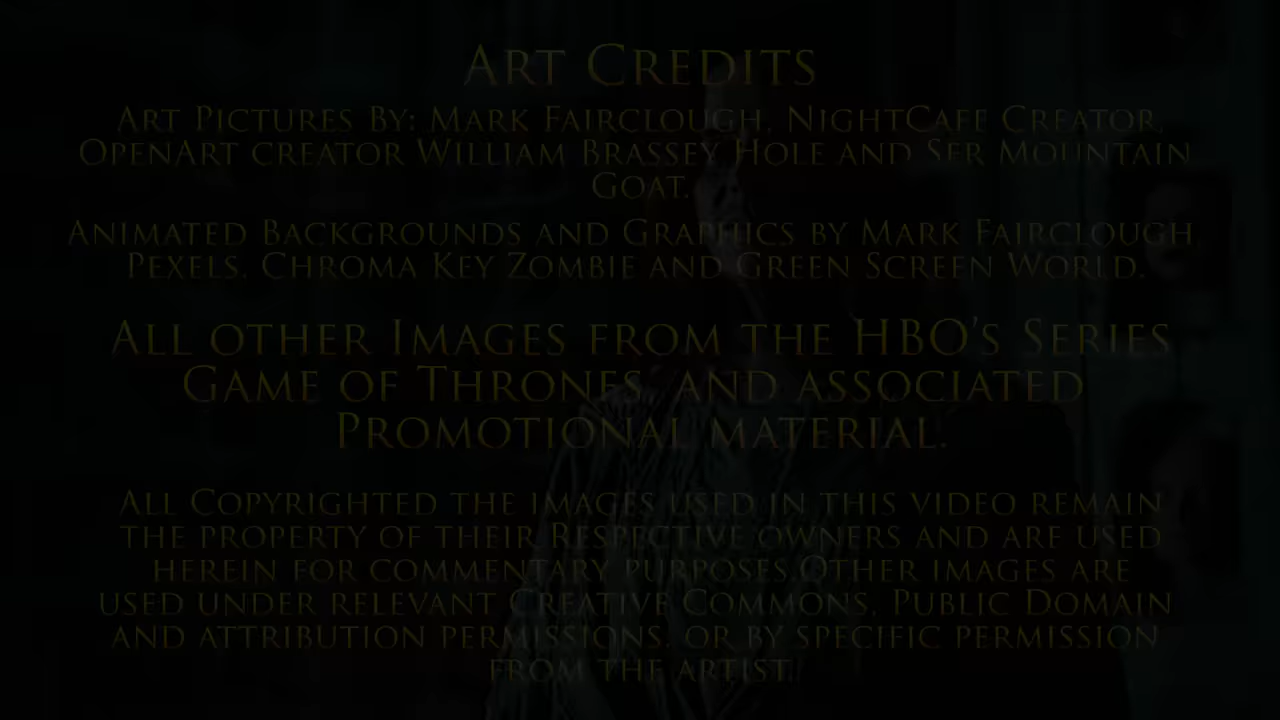 Art Credits
Art Pictures By: Mark Fairclough, NightCafe Creator,
OpenArt creator William Brassey Hole and Ser Mountain
Goat.
Animated Backgrounds and Graphics by Mark Fairclough
Pexels, Chroma Key Zombie and Green Screen World.
All other Images from the HBO's Series
Game of Thrones, and associated
Promotional material.
All Copyrighted the images used in this video remain
the property of their Respective owners and are used
herein for commentary purposes.Other images are
used under relevant Creative Commons, Public Domain
and attribution permissions, or by specific permission
from the artist